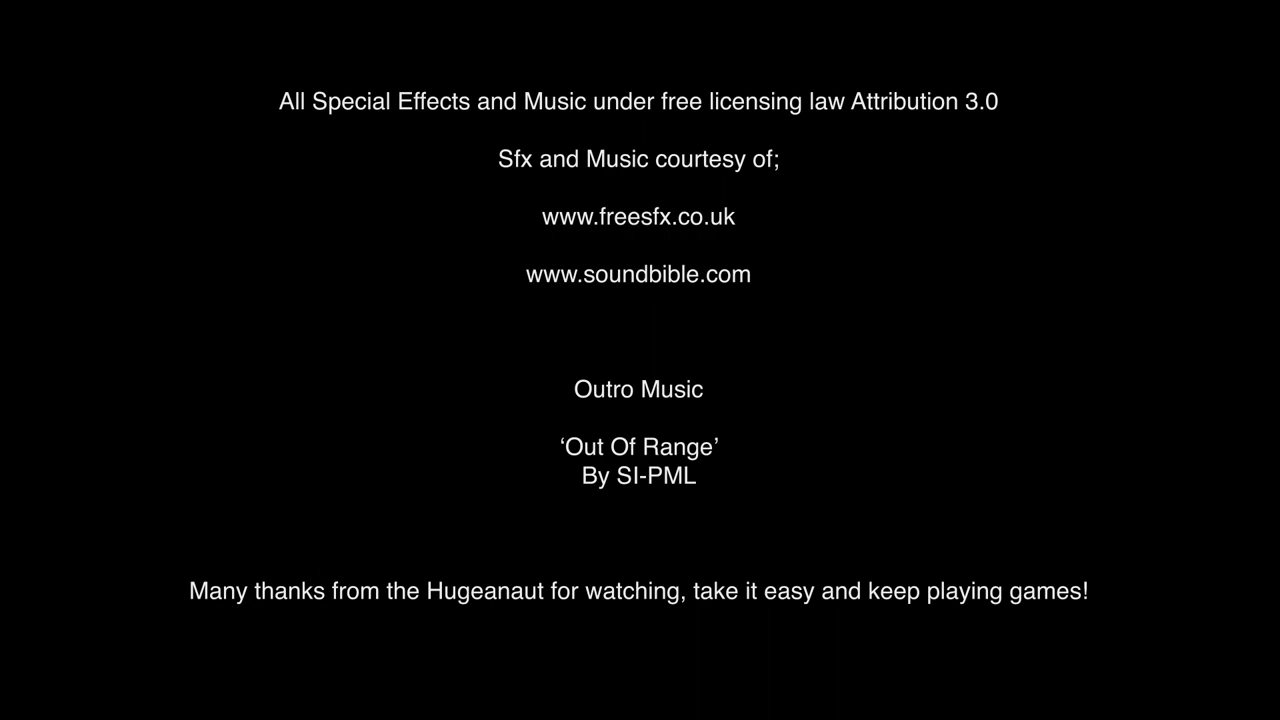 All Special Effects and Music under free licensing law Attribution 3.0
Sfx and Music courtesy of;
www.freesfx.co.uk
www.soundbible.com
Outro Music
‘Out Of Range’
By SI-PML
Many thanks from the Hugeanaut for watching, take it easy and keep playing games!